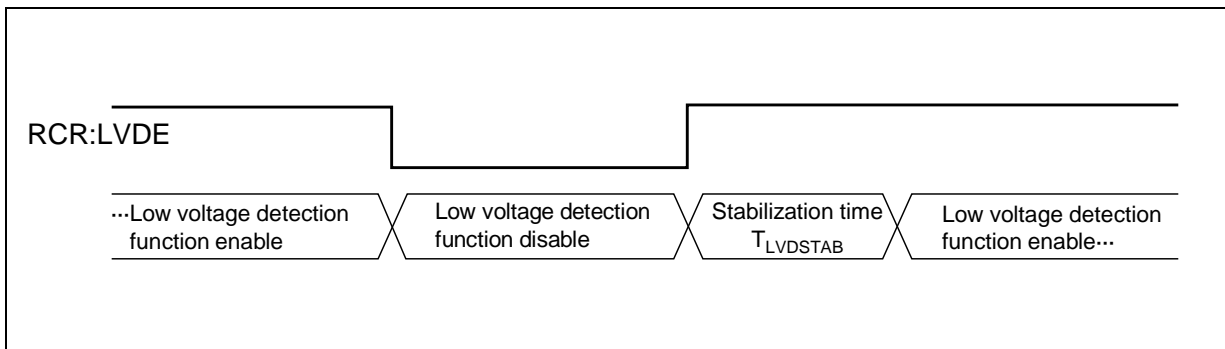 RCR:LVDE
···Low voltage detection
function enable
Low voltage detection
function disable
Stabilization time
TLVDSTAB
Low voltage detection
function enable···